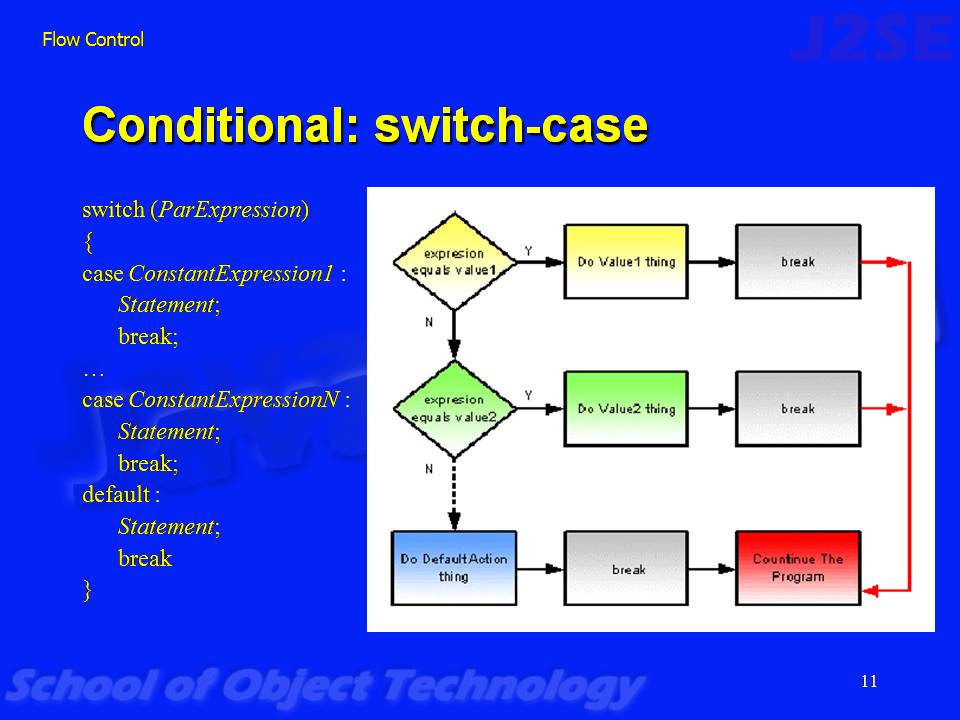 Flow Control
J2SE
Conditional: switch-case
switch (ParExpression)
{
case ConstantExpression1 :
Statement;
break;
…
case ConstantExpressionN :
Statement;
break;
default :
Statement;
break
}
expresion
equals value1
Y
Do Value1 thing
break
N
expresion
equals value2
Y
Do Value2 thing
break
N
Do Default Action
thing
break
Countinue The
Program
School of Object Technology
11